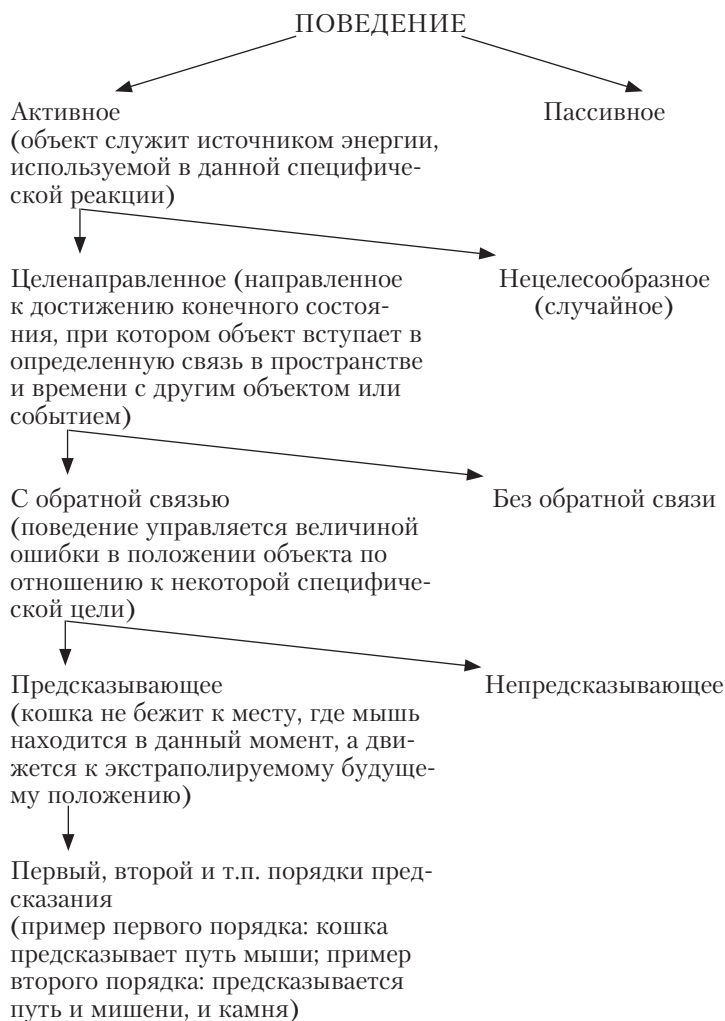 ПОВЕДЕНИЕ
Активное
(объект служит источником энергии,
используемой в данной специфиче-
ской реакции)
Пассивное
Целенаправленное (направленное
к достижению конечного состоя-
ния, при котором объект вступает в
определенную связь в пространстве
и времени с другим объектом или
событием)
Нецелесообразное
(случайное)
С обратной связью
(поведение управляется величиной
ошибки в положении объекта по
отношению к некоторой специфиче-
ской цели)
Без обратной связи
Предсказывающее
(кошка не бежит к месту, где мышь
находится в данный момент, а дви-
жется к экстраполируемому будуще-
му положению)
Непредсказывающее
Первый, второй и т.п. порядки пред-
сказания
(пример первого порядка: кошка
предсказывает путь мыши; пример
второго порядка: предсказывается
путь и мишени, и камня)